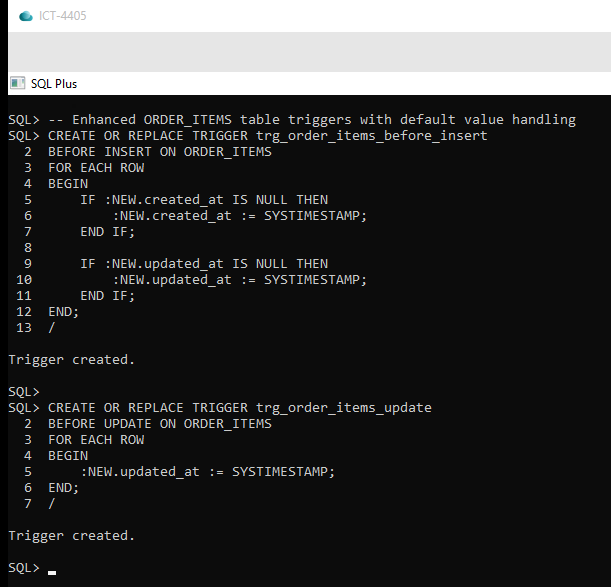 ICT-4405
SQL Plus
SQL> -- Enhanced ORDER_ITEMS table triggers with default value handling
SQL> CREATE OR REPLACE TRIGGER trg_order_items_before_insert
  2  BEFORE INSERT ON ORDER_ITEMS
  3  FOR EACH ROW
  4  BEGIN
  5      IF :NEW.created_at IS NULL THEN
  6          :NEW.created_at := SYSTIMESTAMP;
  7      END IF;
  8
  9      IF :NEW.updated_at IS NULL THEN
 10          :NEW.updated_at := SYSTIMESTAMP;
 11      END IF;
 12  END;
 13  /
Trigger created.
SQL>
SQL> CREATE OR REPLACE TRIGGER trg_order_items_update
  2  BEFORE UPDATE ON ORDER_ITEMS
  3  FOR EACH ROW
  4  BEGIN
  5      :NEW.updated_at := SYSTIMESTAMP;
  6  END;
  7  /
Trigger created.
SQL>